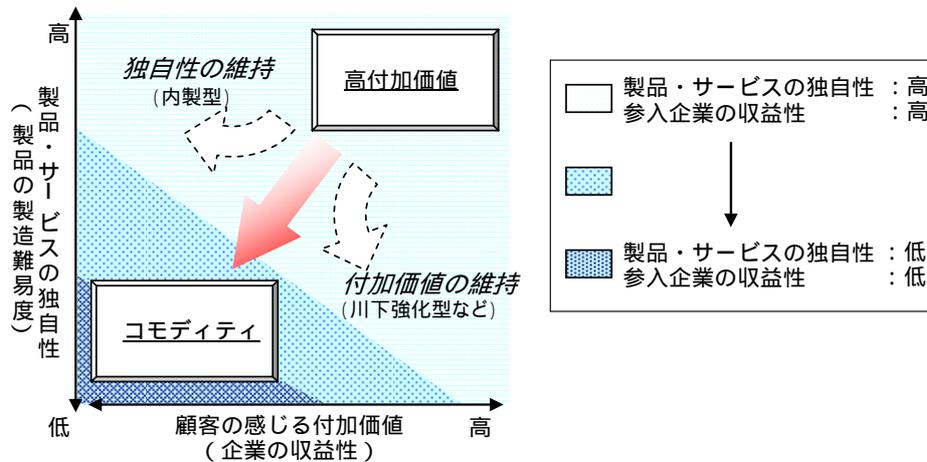 高
独自性の維持
(内製型)
高付加価値
製品・サービスの独自性
(製品の製造難易度)
付加価値の維持
(川下強化型など)
コモディティ
低
顧客の感じる付加価値
(企業の収益性)
高
製品・サービスの独自性 : 高
参入企業の収益性 : 高
製品・サービスの独自性 : 低
参入企業の収益性 : 低